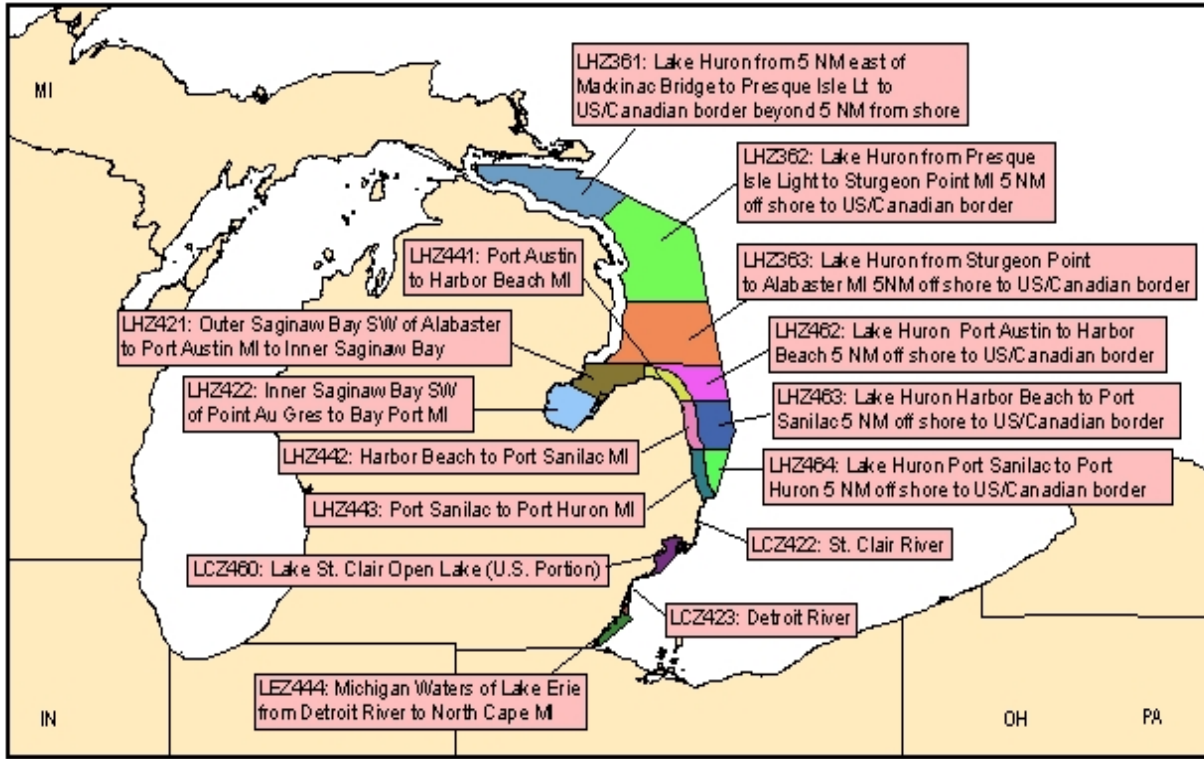 LHZ361: Lake Huron from 5 NM east of
Mackinac Bridge to Presque Isle Lt to
US/Canadian border beyond 5 NM from shore
MI
LHZ362: Lake Huron from Presque
Isle Light to Sturgeon Point MI 5 NM
off shore to US/Canadian border
LHZ441: Port Austin
to Harbor Beach MI
LHZ363: Lake Huron from Sturgeon Point
to Alabaster MI 5NM off shore to US/Canadian border
LHZ421: Outer Saginaw Bay SW of Alabaster
to Port Austin MI to Inner Saginaw Bay
LHZ462: Lake Huron Port Austin to Harbor
Beach 5 NM off shore to US/Canadian border
LHZ422: Inner Saginaw Bay SW
of Point Au Gres to Bay Port MI
LHZ463: Lake Huron Harbor Beach to Port
Sanilac 5 NM off shore to US/Canadian border
LHZ442: Harbor Beach to Port Sanilac MI
LHZ464: Lake Huron Port Sanilac to Port
Huron 5 NM off shore to US/Canadian border
LHZ443: Port Sanilac to Port Huron MI
LCZ422: St. Clair River
LCZ460: Lake St. Clair Open Lake (U.S. Portion)
LCZ423: Detroit River
LEZ444: Michigan Waters of Lake Erie
from Detroit River to North Cape MI
IN
OH
PA